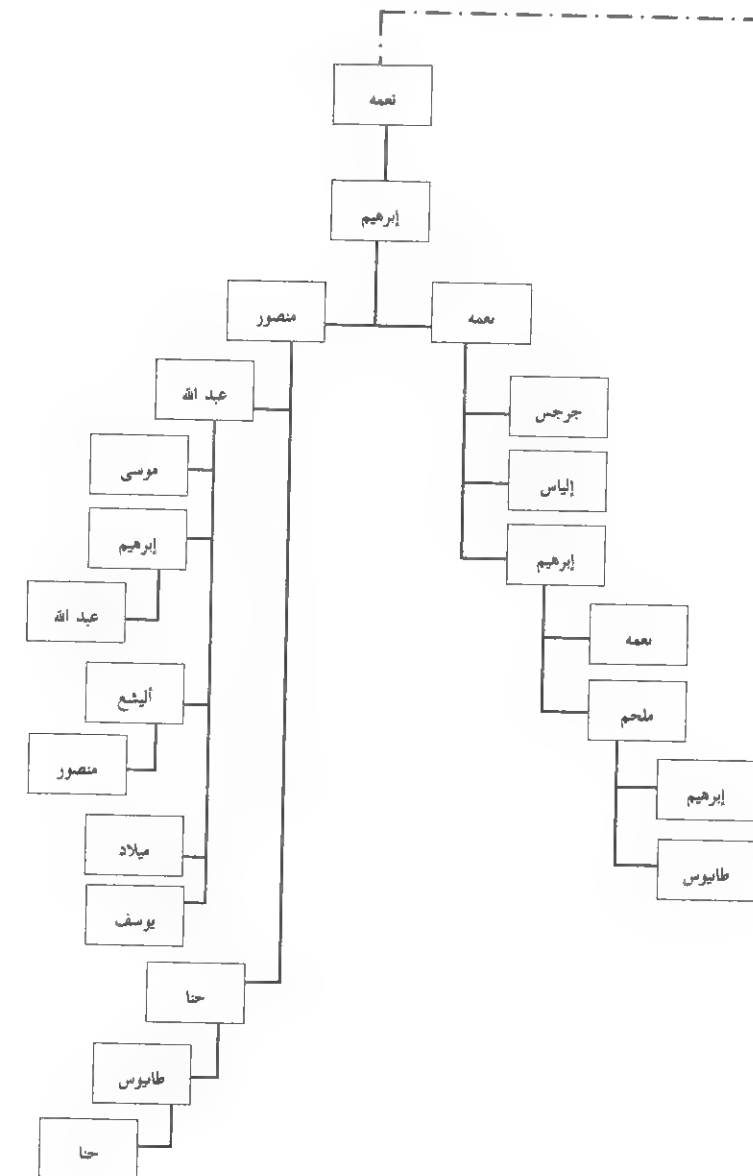 نعمه
إبرهيم
نعمه
منصور
عبد الله
جرجس
موسى
إلياس
إبرهيم
إبرهيم
عبد الله
نعمه
أليشع
ملحم
منصور
إبرهيم
ميلاد
طانيوس
يوسف
حنا
طانيوس
حنا